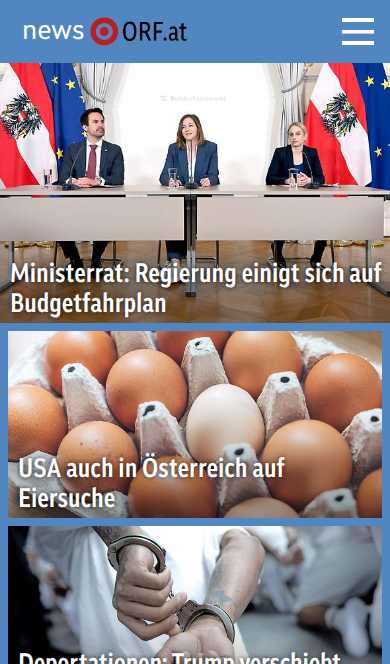 news ORF.at
Bundeskanzleramt
Ministerrat: Regierung einigt sich auf
Budgetfahrplan
USA auch in Österreich auf
Eiersuche
Deportationen: Trump verschiebt